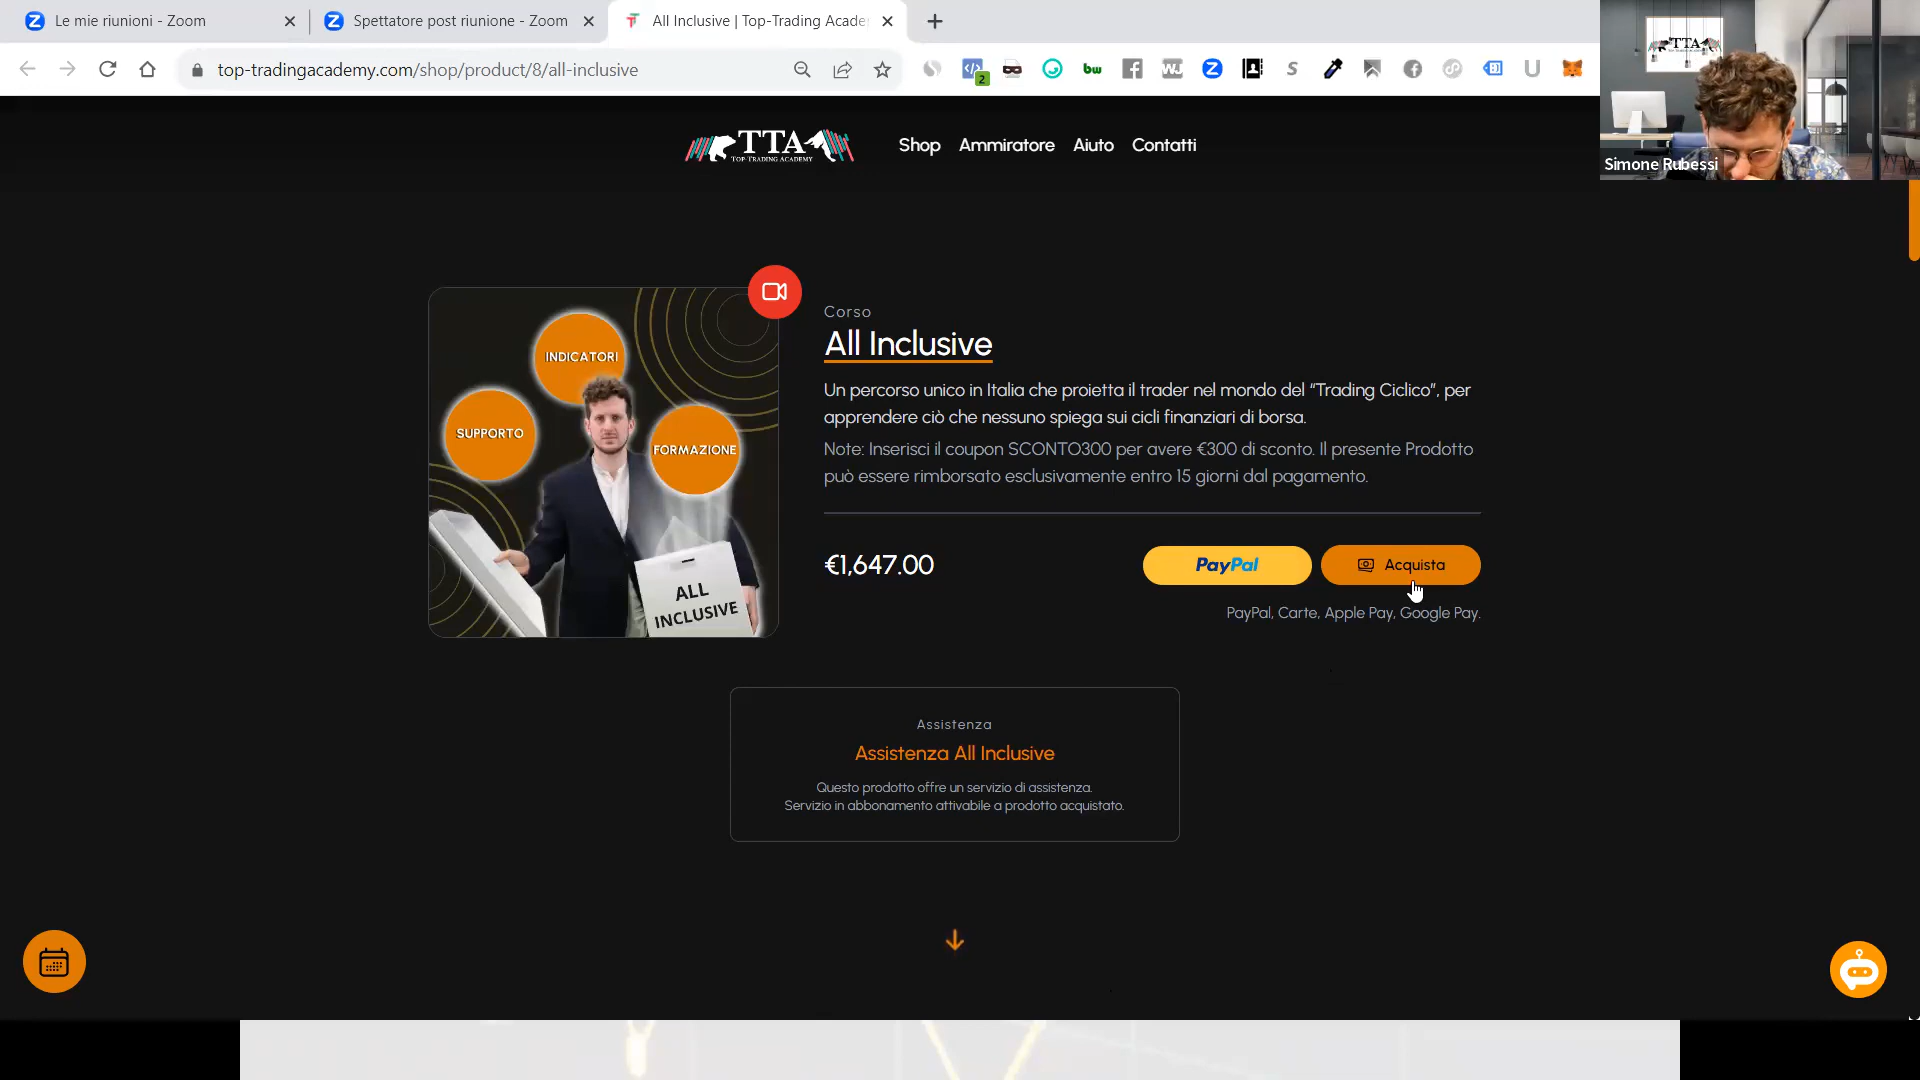 Le mie riunioni - Zoom
Spettatore post riunione - Zoom
All Inclusive | Top-Trading Acade
top-tradingacademy.com/shop/product/8/all-inclusive
2
bw
S
U
TTA
Simone Rubessi
TTA
TOP-TRADING ACADEMY
Shop
Ammiratore
Aiuto
Contatti
INDICATORI
SUPPORTO
FORMAZIONE
ALL
INCLUSIVE
Corso
All Inclusive
Un percorso unico in Italia che proietta il trader nel mondo del “Trading Ciclico”, per
apprendere ciò che nessuno spiega sui cicli finanziari di borsa.
Note: Inserisci il coupon SCONTO300 per avere €300 di sconto. Il presente Prodotto
può essere rimborsato esclusivamente entro 15 giorni dal pagamento.
€1,647.00
PayPal
Acquista
PayPal, Carte, Apple Pay, Google Pay.
Assistenza
Assistenza All Inclusive
Questo prodotto offre un servizio di assistenza.
Servizio in abbonamento attivabile a prodotto acquistato.